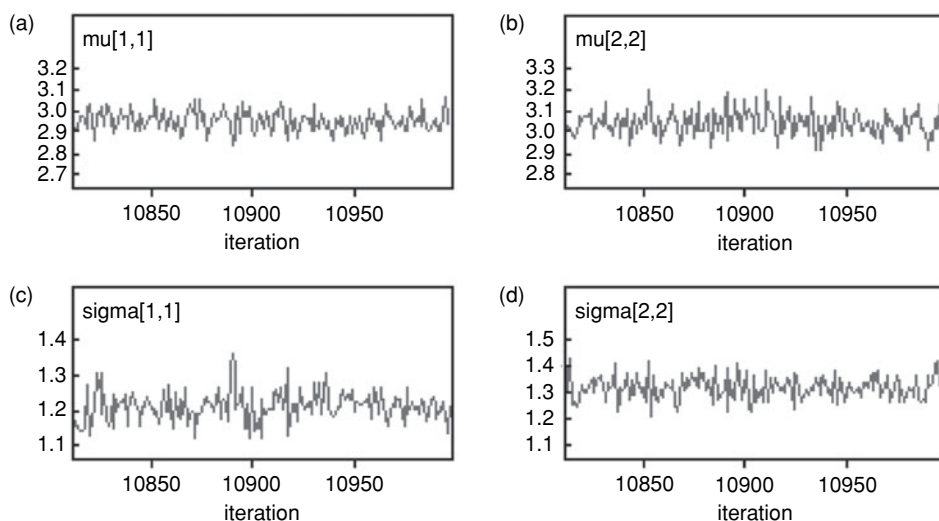 (a)
mu[1,1]
3.2
3.1
3.0
2.9
2.8
2.7
10850 10900 10950
iteration
(b)
mu[2,2]
3.3
3.2
3.1
3.0
2.9
2.8
10850 10900 10950
iteration
(c)
sigma[1,1]
1.4
1.3
1.2
1.1
10850 10900 10950
iteration
(d)
sigma[2,2]
1.5
1.4
1.3
1.2
1.1
10850 10900 10950
iteration